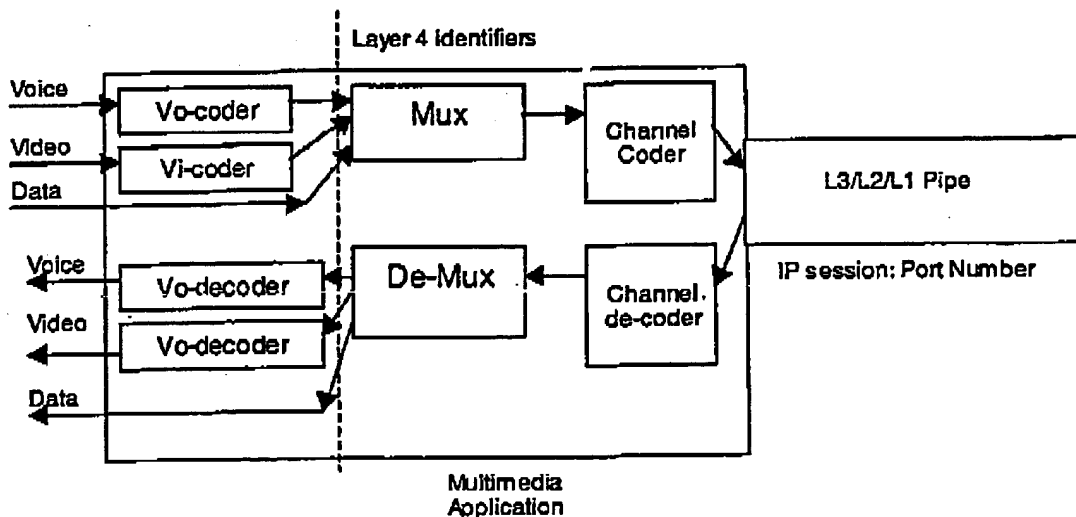 Layer 4 identifiers
Voice
Vo-coder
Mux
Channel
Coder
Video
Vi-coder
Data
L3/L2/L1 Pipe
Voice
Vo-decoder
De-Mux
Channel.
de-coder
IP session: Port Number
Video
Vo-decoder
Data
Multimedia
Application